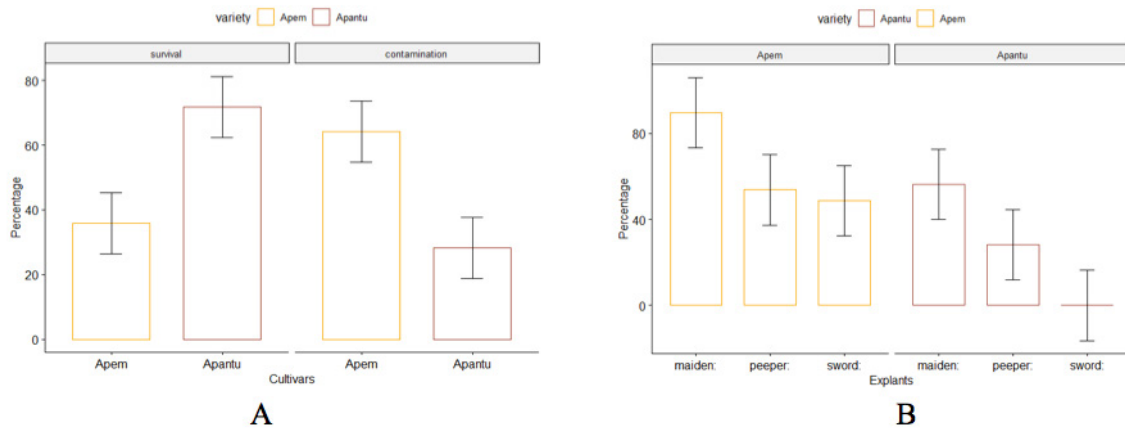 variety Apem Apantu
survival contamination
Percentage
80
60
40
20
0
Apem Apantu Apem Apantu
Cultivars
A
variety Apantu Apem
Apem Apantu
Percentage
80
40
0
maiden: peeper: sword: maiden: peeper: sword:
Explants
B